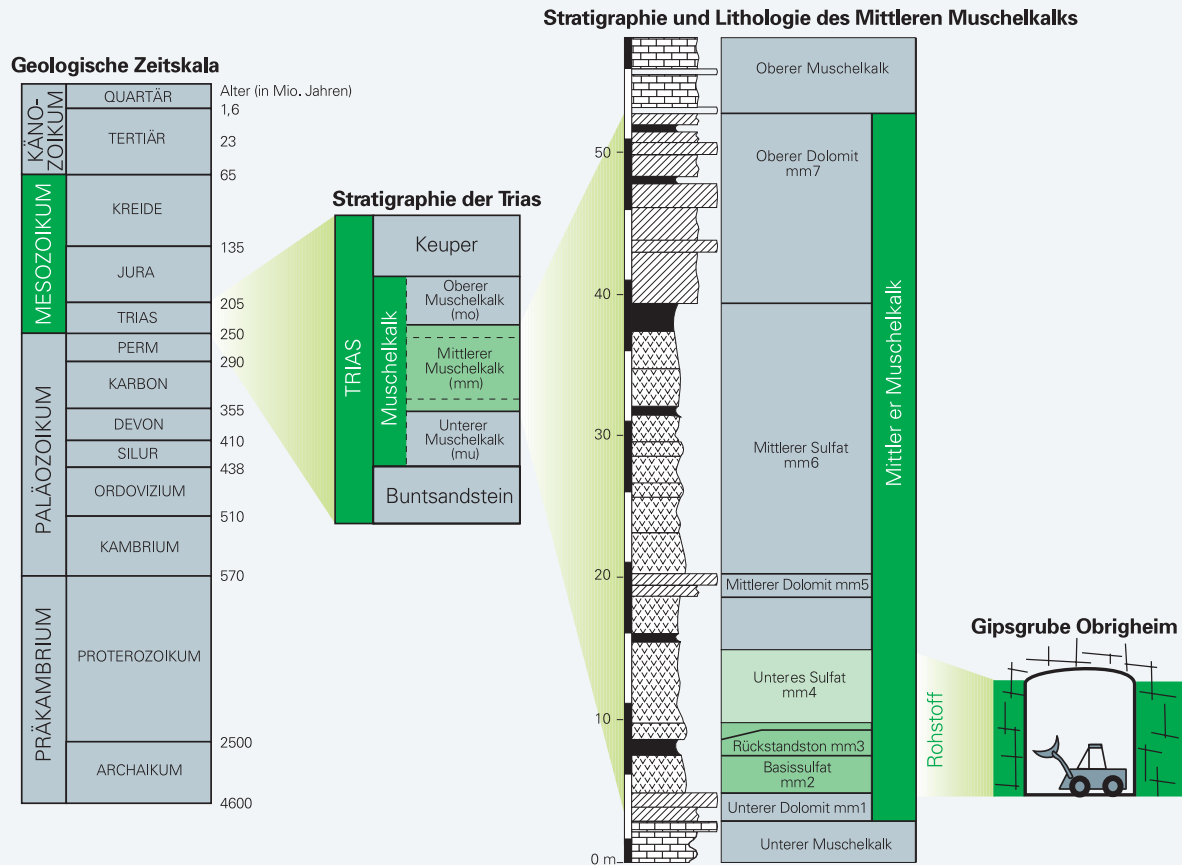 Stratigraphie und Lithologie des Mittleren Muschelkalks
Geologische Zeitskala
Alter (in Mio. Jahren)
KÄNO-
ZOIKUM
QUARTÄR
1,6
TERTIÄR
23
65
MESOZOIKUM
KREIDE
135
JURA
205
TRIAS
250
PALÄOZOIKUM
PERM
290
KARBON
355
DEVON
410
SILUR
438
ORDOVIZIUM
510
KAMBRIUM
570
PRÄKAMBRIUM
PROTEROZOIKUM
2500
ARCHAIKUM
4600
Stratigraphie der Trias
TRIAS
Keuper
Muschelkalk
Oberer
Muschelkalk
(mo)
Mittlerer
Muschelkalk
(mm)
Unterer
Muschelkalk
(mu)
Buntsandstein
50
40
30
20
10
0 m
Oberer Muschelkalk
Oberer Dolomit
mm7
Mittlerer Sulfat
mm6
Mittlerer Dolomit mm5
Unteres Sulfat
mm4
Rückstandston mm3
Basissulfat
mm2
Unterer Dolomit mm1
Unterer Muschelkalk
Mittler er Muschelkalk
Gipsgrube Obrigheim
Rohstoff